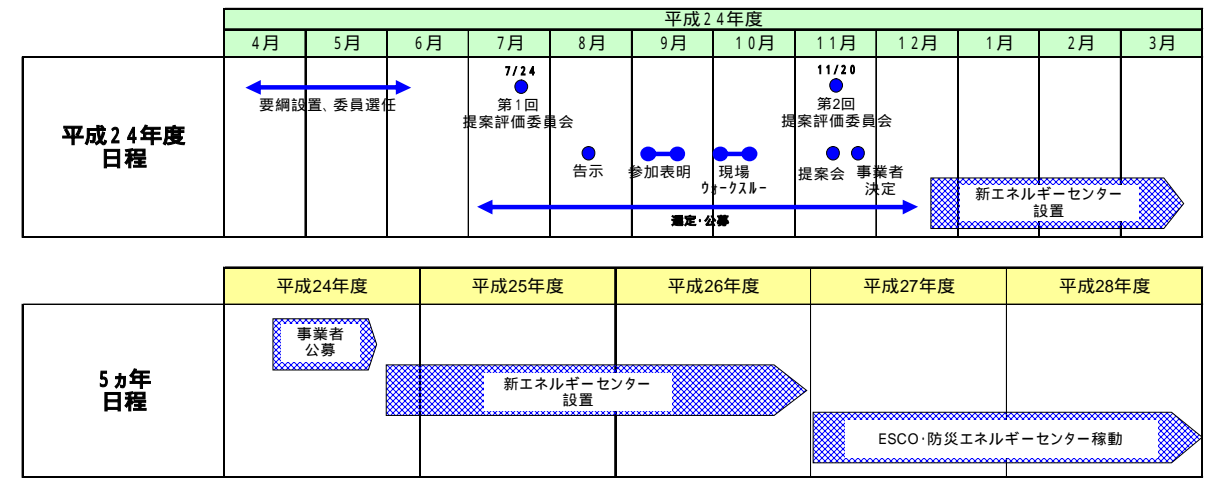 平成24年度
4月 5月 6月 7月 8月 9月 10月 11月 12月 1月 2月 3月
平成24年度
日程
7/24
11/20
要綱設置、委員選任
第1回
提案評価委員会
第2回
提案評価委員会
告示
参加表明
現場
ウォークスルー
提案会
事業者
決定
選定・公募
新エネルギーセンター
設置
平成24年度 平成25年度 平成26年度 平成27年度 平成28年度
5ヵ年
日程
事業者
公募
新エネルギーセンター
設置
ESCO・防災エネルギーセンター稼動